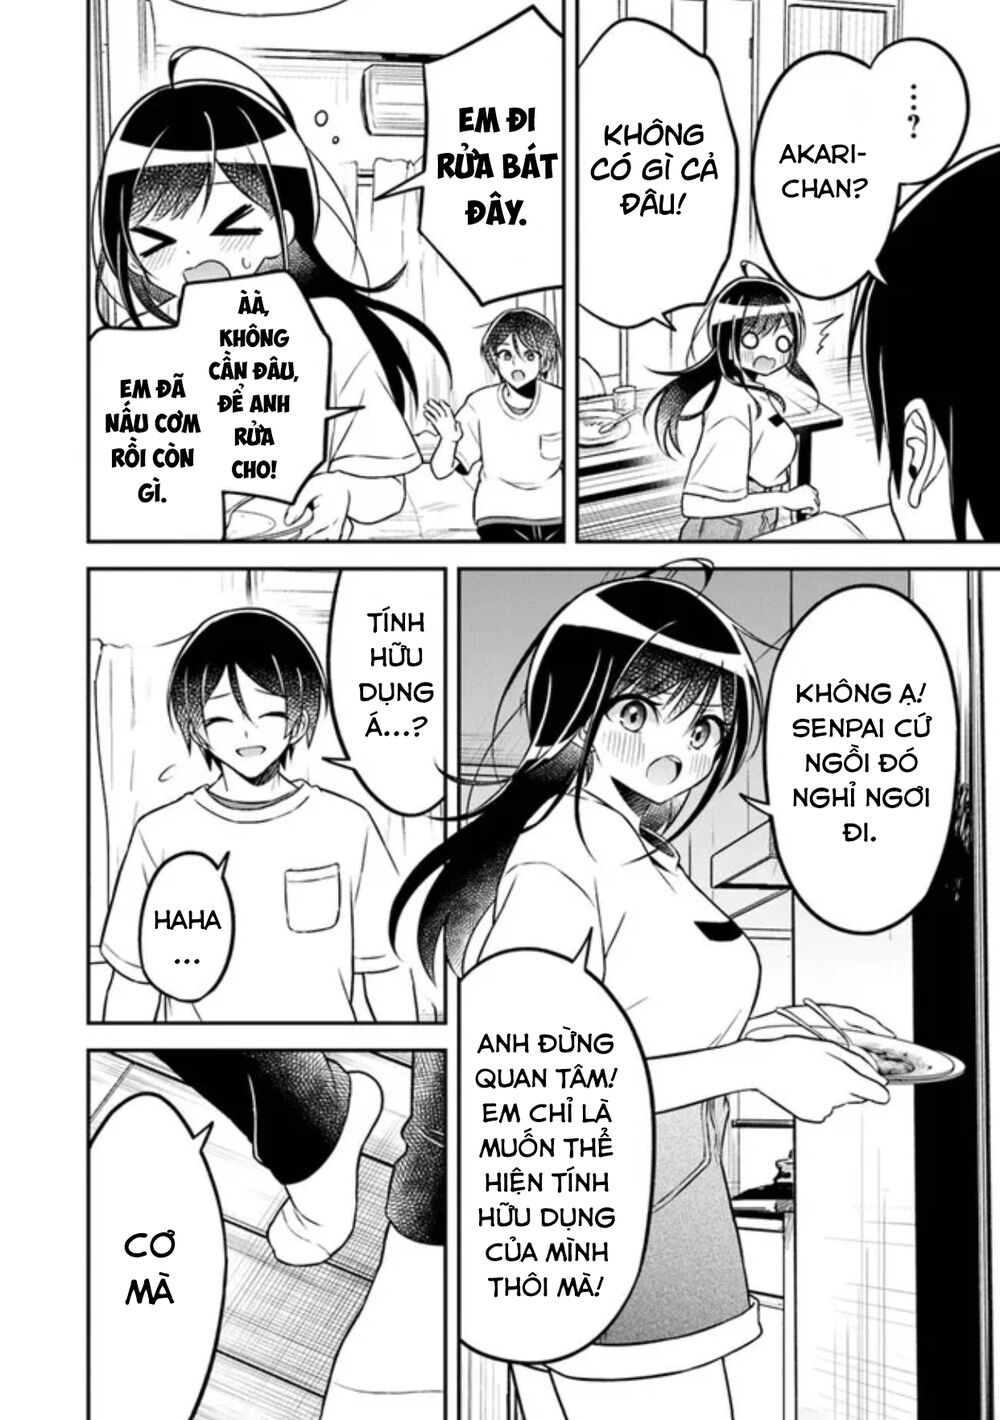 ...?
AKARI-
CHAN?
KHÔNG
CÓ GÌ CẢ
ĐÂU!
EM ĐI
RỬA BÁT
ĐÂY.
ÀÀ,
KHÔNG
CẦN ĐÂU,
ĐỂ ANH
RỬA
CHO!
EM ĐÃ
NẤU CƠM
RỒI CÒN
GÌ.
KHÔNG Ạ!
SENPAI CỨ
NGỒI ĐÓ
NGHỈ NGƠI
ĐI.
ANH ĐỪNG
QUAN TÂM!
EM CHỈ LÀ
MUỐN THỂ
HIỆN TÍNH
HỮU DỤNG
CỦA MÌNH
THÔI MÀ!
TÍNH
HỮU
DỤNG
Á...?
HAHA
...
CƠ
MÀ